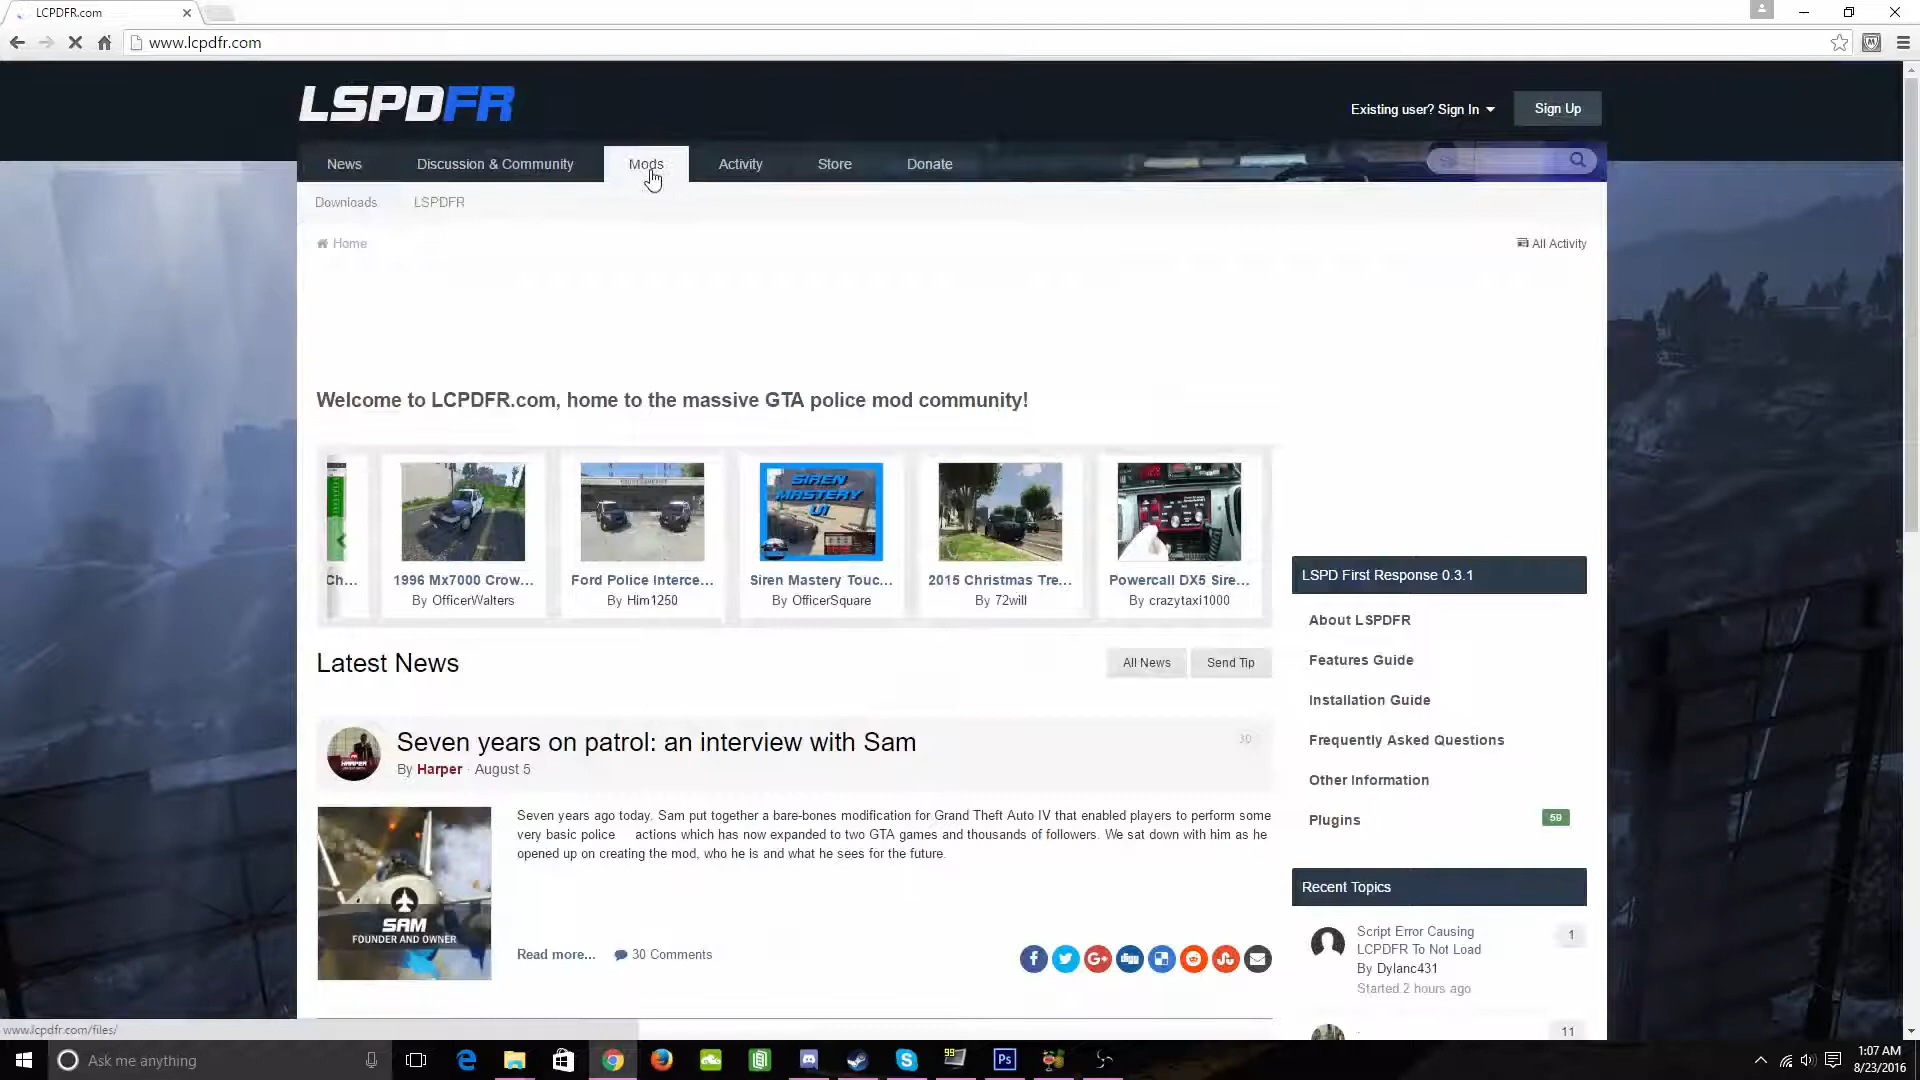 LCPDFR.com
www.lcpdfr.com
LSPDFR
Existing user? Sign In
Sign Up
News
Discussion & Community
Mods
Activity
Store
Donate
Downloads
LSPDFR
Home
All Activity
Welcome to LCPDFR.com, home to the massive GTA police mod community!
SIREN
MASTERY
UI
Ch...
1996 Mx7000 Crow...
Ford Police Interce...
Siren Mastery Touc...
2015 Christmas Tre...
Powercall DX5 Sire...
By OfficerWalters
By Him1250
By OfficerSquare
By 72will
By crazytaxi1000
Latest News
All News
Send Tip
Seven years on patrol: an interview with Sam
30
By Harper · August 5
HARPER
Seven years ago today. Sam put together a bare-bones modification for Grand Theft Auto IV that enabled players to perform some
very basic police actions which has now expanded to two GTA games and thousands of followers. We sat down with him as he
opened up on creating the mod, who he is and what he sees for the future.
SAM
FOUNDER AND OWNER
Read more...
30 Comments
LSPD First Response 0.3.1
About LSPDFR
Features Guide
Installation Guide
Frequently Asked Questions
Other Information
Plugins
59
Recent Topics
Script Error Causing
LCPDFR To Not Load
1
By Dylanc431
Started 2 hours ago
11
www.lcpdfr.com/files/
Ask me anything
99
Ps
1:07 AM
8/23/2016